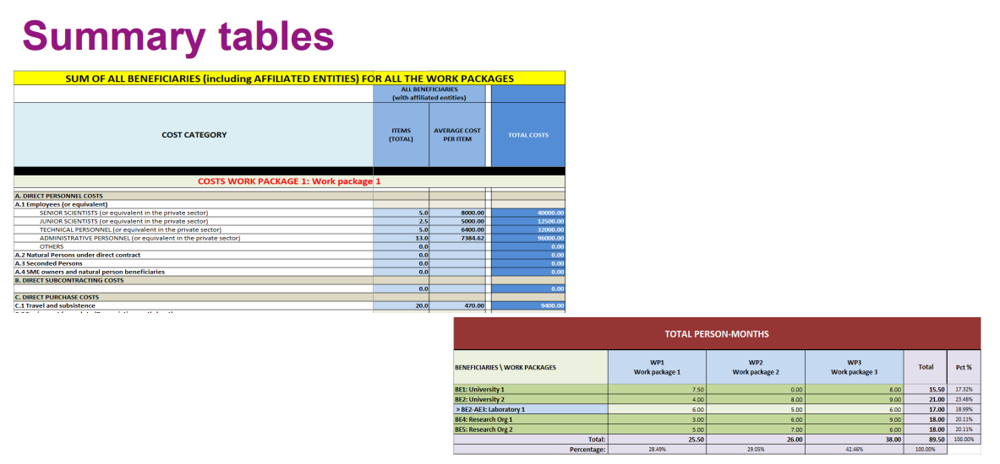 Summary tables
SUM OF ALL BENEFICIARIES (including AFFILIATED ENTITIES) FOR ALL THE WORK PACKAGES
ALL BENEFICIARIES
(with affiliated entities)
COST CATEGORY
ITEMS
(TOTAL)
AVERAGE COST
PER ITEM
TOTAL COSTS
COSTS WORK PACKAGE 1: Work package 1
A. DIRECT PERSONNEL COSTS
A.1 Employees (or equivalent)
SENIOR SCIENTISTS (or equivalent in the private sector) 5.0 8000.00 40000.00
JUNIOR SCIENTISTS (or equivalent in the private sector) 2.5 5000.00 12500.00
TECHNICAL PERSONNEL (or equivalent in the private sector) 5.0 6400.00 32000.00
ADMINISTRATIVE PERSONNEL (or equivalent in the private sector) 13.0 7384.62 96000.00
OTHERS 0.0 0.00
A.2 Natural Persons under direct contract 0.0 0.00
A.3 Seconded Persons 0.0 0.00
A.4 SME owners and natural person beneficiaries 0.0 0.00
B. DIRECT SUBCONTRACTING COSTS
0.0 0.00
C. DIRECT PURCHASE COSTS
C.1 Travel and subsistence 20.0 470.00 9400.00
TOTAL PERSON-MONTHS
BENEFICIARIES \ WORK PACKAGES
WP1
Work package 1
WP2
Work package 2
WP3
Work package 3
Total
Pct %
BE1: University 1 7.50 0.00 8.00 15.50 17.32%
BE2: University 2 4.00 8.00 9.00 21.00 23.46%
> BE2-AE3: Laboratory 1 6.00 5.00 6.00 17.00 18.99%
BE4: Research Org 1 3.00 6.00 9.00 18.00 20.11%
BE5: Research Org 2 5.00 7.00 6.00 18.00 20.11%
Total: 25.50 26.00 38.00 89.50 100.00%
Percentage: 28.49% 29.05% 42.46% 100.00%